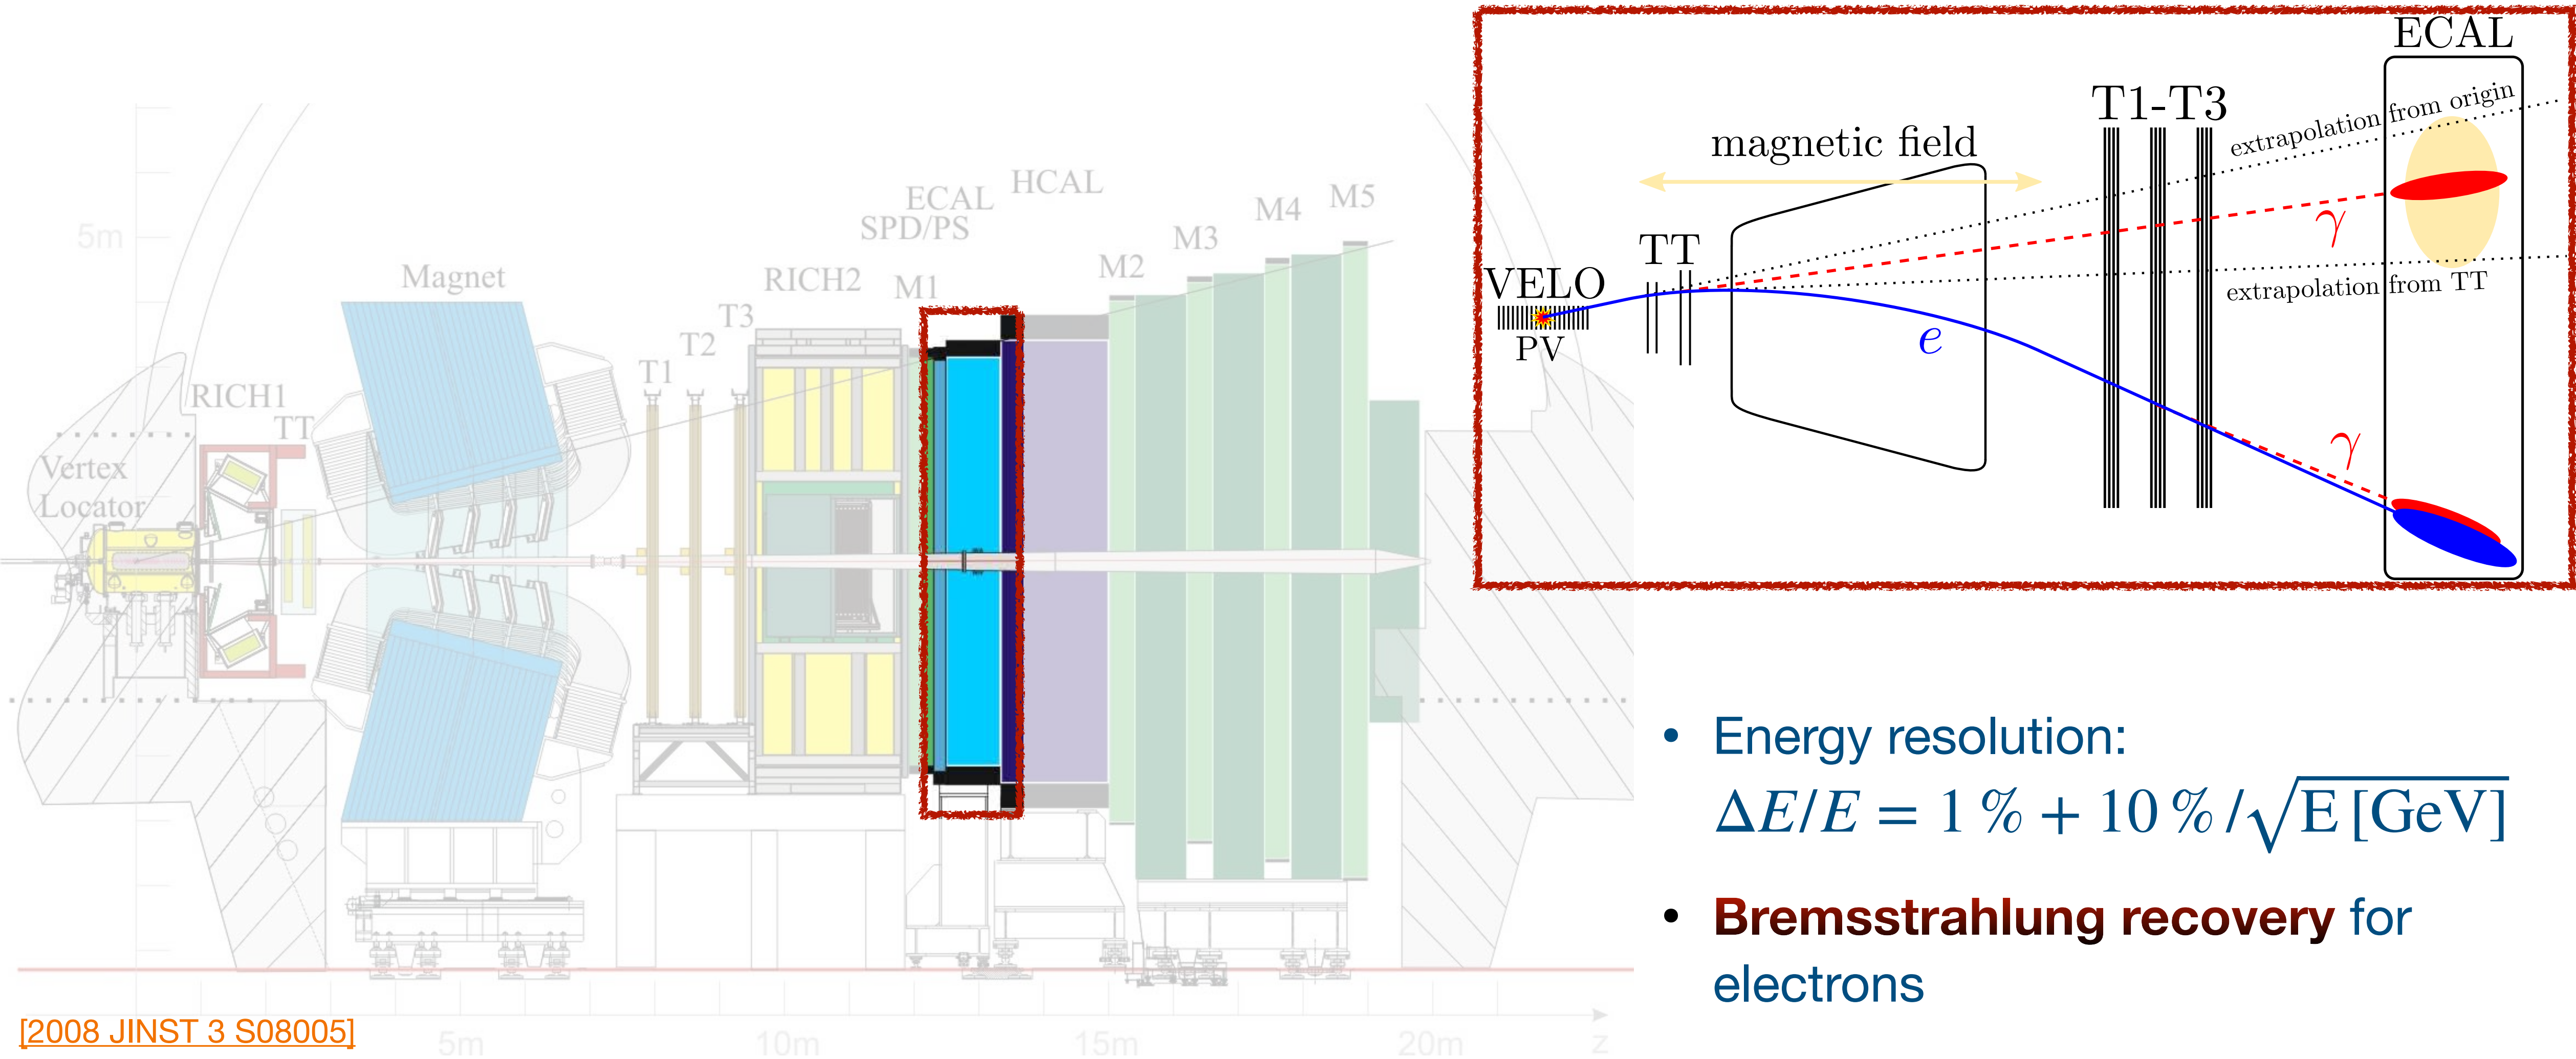 5m
Vertex
Locator
RICH1
TT
Magnet
T1
T2
T3
RICH2
M1
SPD/PS
ECAL
HCAL
M2
M3
M4
M5
5m
10m
15m
20m
z
[2008 JINST 3 S08005]
ECAL
T1-T3
extrapolation from origin
magnetic field
γ
TT
VELO
extrapolation from TT
e
PV
γ
• Energy resolution:
ΔE/E = 1 % + 10 % /√E [GeV]
• Bremsstrahlung recovery for
electrons